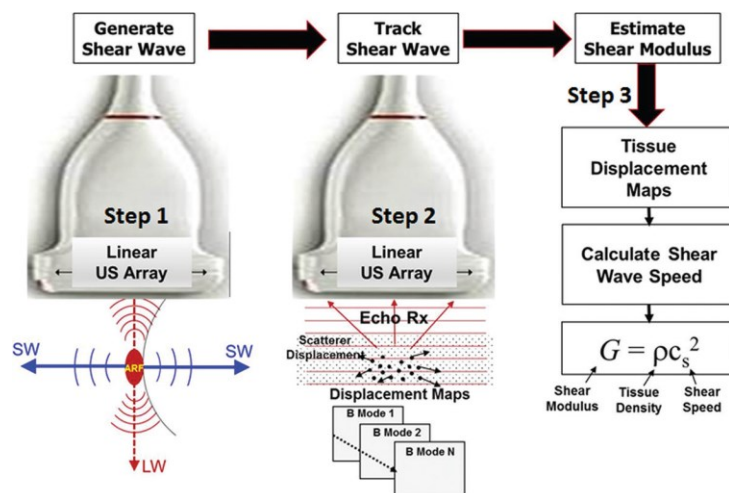 Generate
Shear Wave
Track
Shear Wave
Estimate
Shear Modulus
Step 1
Linear
US Array
SW
SW
ARF
LW
Step 2
Linear
US Array
Echo Rx
Scatterer
Displacement
Displacement Maps
B Mode 1
B Mode 2
B Mode N
Step 3
Tissue
Displacement
Maps
Calculate Shear
Wave Speed
G = ρcₛ²
Shear
Modulus
Tissue
Density
Shear
Speed